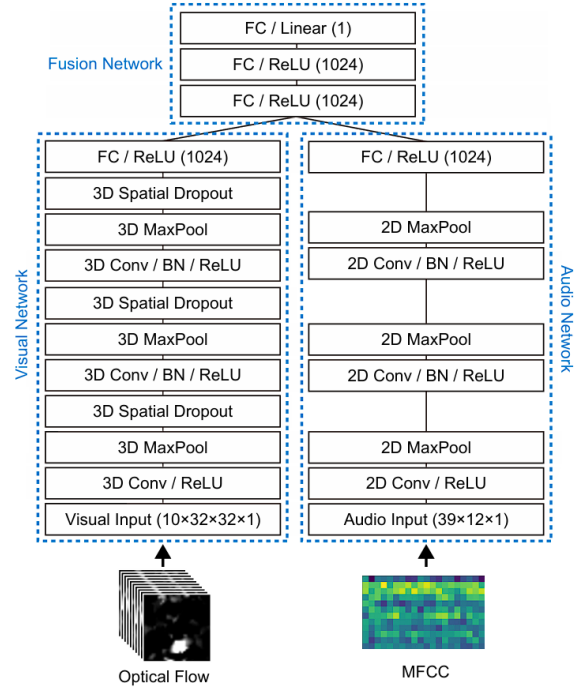 FC / Linear (1)
Fusion Network
FC / ReLU (1024)
FC / ReLU (1024)
Visual Network
FC / ReLU (1024)
3D Spatial Dropout
3D MaxPool
3D Conv / BN / ReLU
3D Spatial Dropout
3D MaxPool
3D Conv / BN / ReLU
3D Spatial Dropout
3D MaxPool
3D Conv / ReLU
Visual Input (10×32×32×1)
Optical Flow
FC / ReLU (1024)
2D MaxPool
2D Conv / BN / ReLU
2D MaxPool
2D Conv / BN / ReLU
2D MaxPool
2D Conv / ReLU
Audio Input (39×12×1)
Audio Network
MFCC